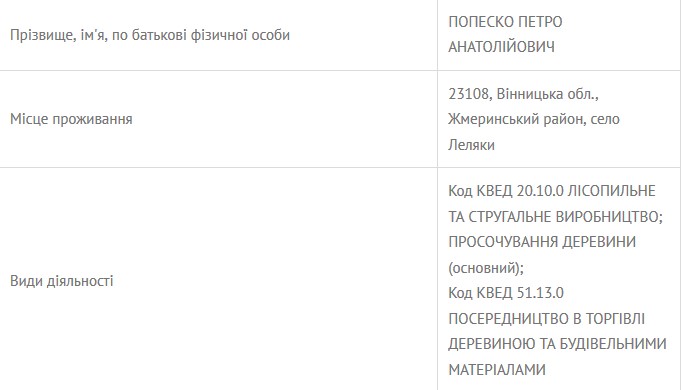 Прізвище, ім'я, по батькові фізичної особи
ПОПЕСКО ПЕТРО
АНАТОЛІЙОВИЧ
Місце проживання
23108, Вінницька обл.,
Жмеринський район, село
Леляки
Види діяльності
Код КВЕД 20.10.0 ЛІСОПИЛЬНЕ
ТА СТРУГАЛЬНЕ ВИРОБНИЦТВО;
ПРОСОЧУВАННЯ ДЕРЕВИНИ
(основний);
Код КВЕД 51.13.0
ПОСЕРЕДНИЦТВО В ТОРГІВЛІ
ДЕРЕВИНОЮ ТА БУДІВЕЛЬНИМИ
МАТЕРІАЛАМИ